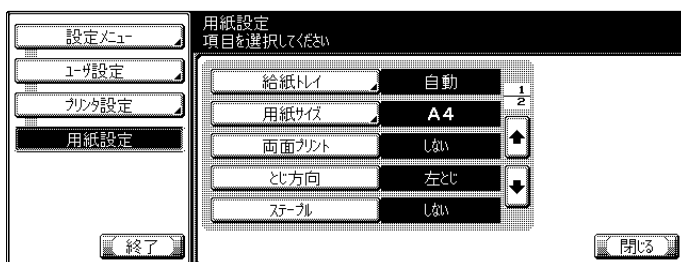 設定ﾒﾆｭｰ
ﾕｰｻﾞ設定
ﾌﾟﾘﾝﾀ設定
用紙設定
終了
用紙設定
項目を選択してください
給紙ﾄﾚｲ 自動
用紙ｻｲｽﾞ A4
両面ﾌﾟﾘﾝﾄ しない
とじ方向 左とじ
ｽﾃｰﾌﾟﾙ しない
1
2
閉じる